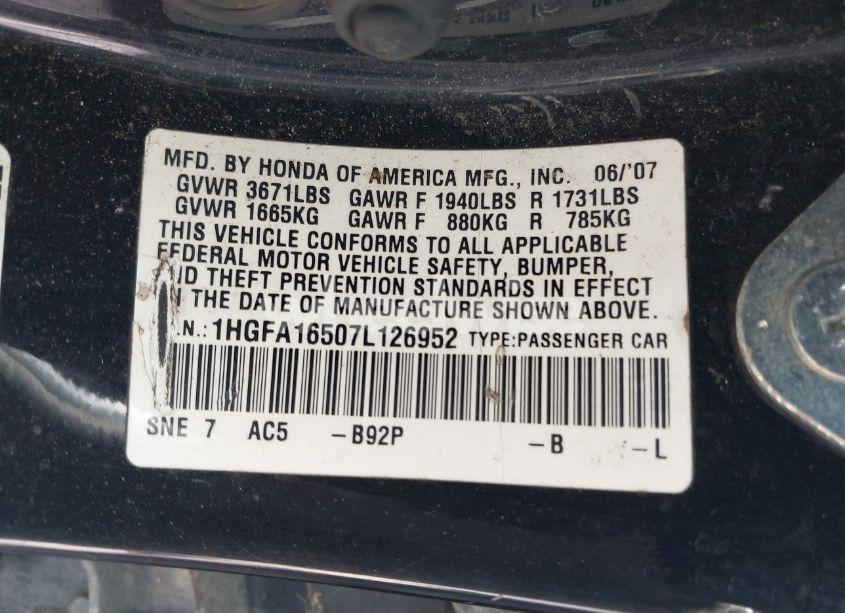 MFD. BY HONDA OF AMERICA MFG., INC. 06/'07
GVWR 3671LBS GAWR F 1940LBS R 1731LBS
GVWR 1665KG GAWR F 880KG R 785KG
THIS VEHICLE CONFORMS TO ALL APPLICABLE
FEDERAL MOTOR VEHICLE SAFETY, BUMPER,
ND THEFT PREVENTION STANDARDS IN EFFECT
N THE DATE OF MANUFACTURE SHOWN ABOVE.
.N.: 1HGFA16507L126952 TYPE:PASSENGER CAR
SNE 7 AC5 -B92P -B -L